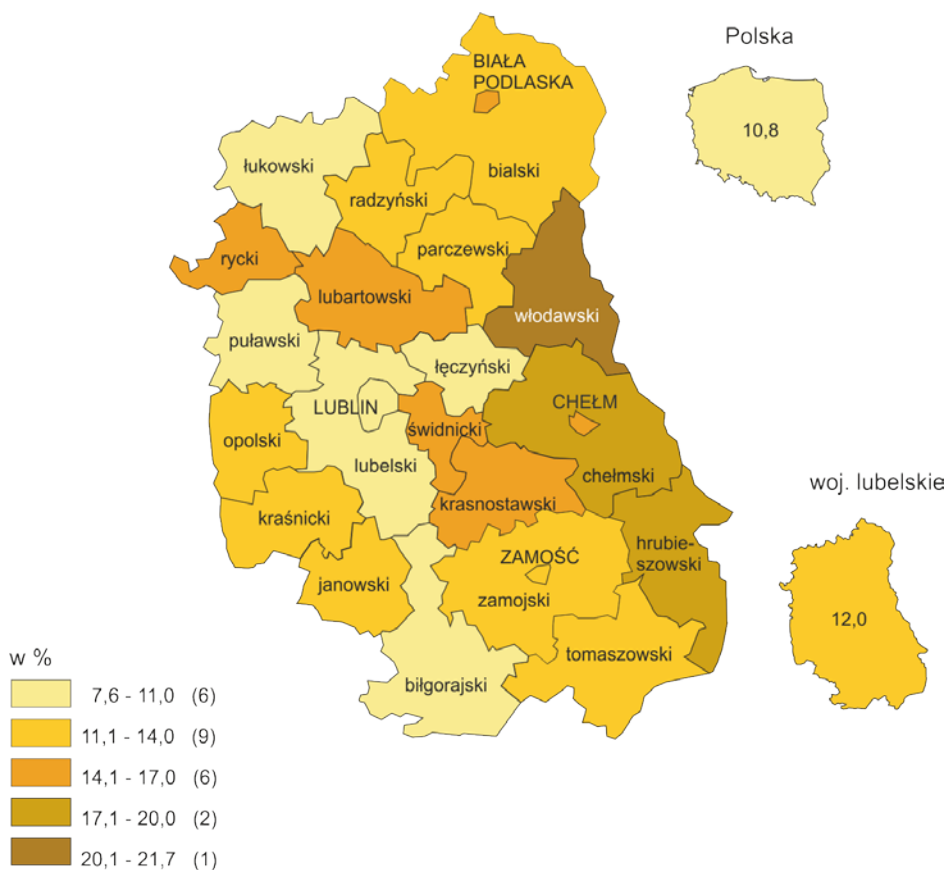 Polska
10,8
BIAŁA
PODLASKA
łukowski
bialski
radzyński
rycki
parczewski
lubartowski
włodawski
puławski
łęczyński
LUBLIN
CHEŁM
świdnicki
opolski
lubelski
chełmski
krasnostawski
woj. lubelskie
kraśnicki
hrubie-
szowski
ZAMOŚĆ
janowski
zamojski
12,0
tomaszowski
biłgorajski
w %
7,6 - 11,0 (6)
11,1 - 14,0 (9)
14,1 - 17,0 (6)
17,1 - 20,0 (2)
20,1 - 21,7 (1)